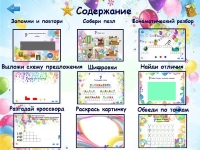 Содержание
Запомни и повтори
Собери пазл
Фонематический разбор
Выложи схему предложения
Шифровки
Найди отличия
Разгадай кроссворд
Раскрась картинку
Обведи по точкам